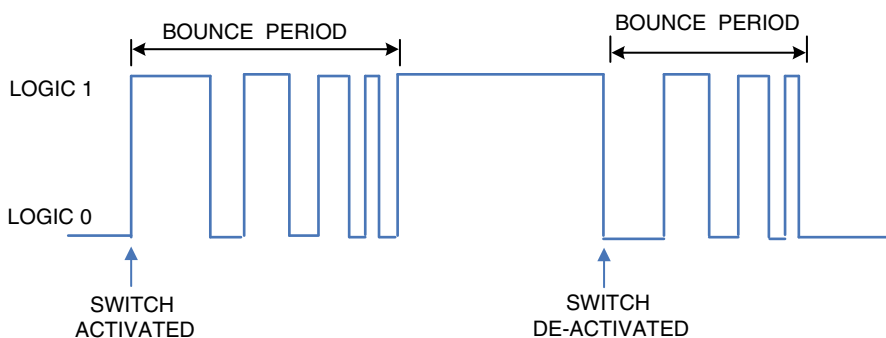 BOUNCE PERIOD
BOUNCE PERIOD
LOGIC 1
LOGIC 0
SWITCH
ACTIVATED
SWITCH
DE-ACTIVATED